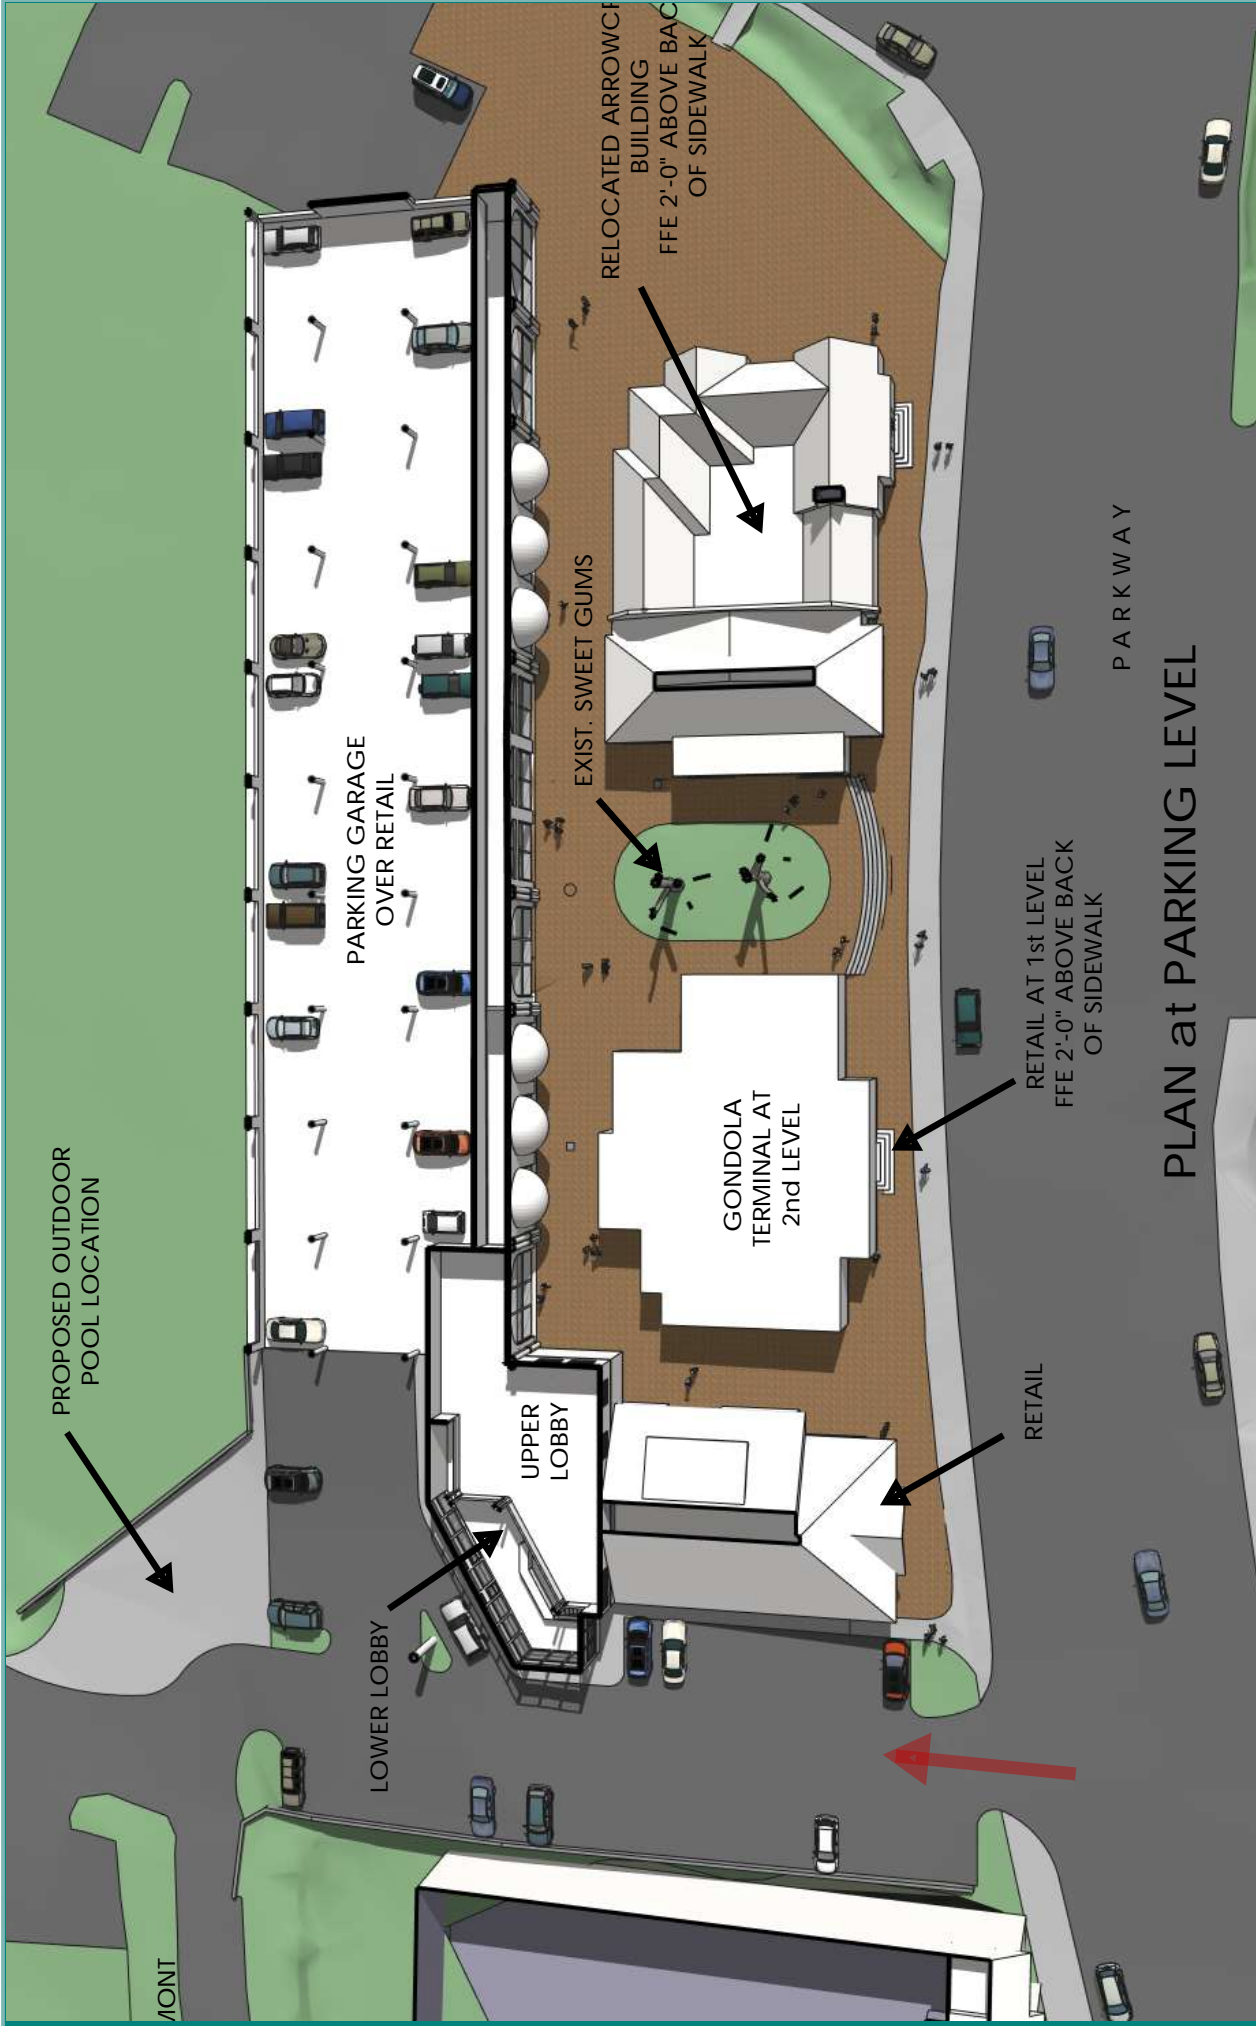 PROPOSED OUTDOOR
POOL LOCATION
PARKING GARAGE
OVER RETAIL
RELOCATED ARROWCR
BUILDING
FFE 2'-0" ABOVE BAC
OF SIDEWALK
EXIST. SWEET GUMS
UPPER
LOBBY
LOWER LOBBY
GONDOLA
TERMINAL AT
2nd LEVEL
RETAIL AT 1st LEVEL
FFE 2'-0" ABOVE BACK
OF SIDEWALK
RETAIL
PARKWAY
MONT
PLAN at PARKING LEVEL